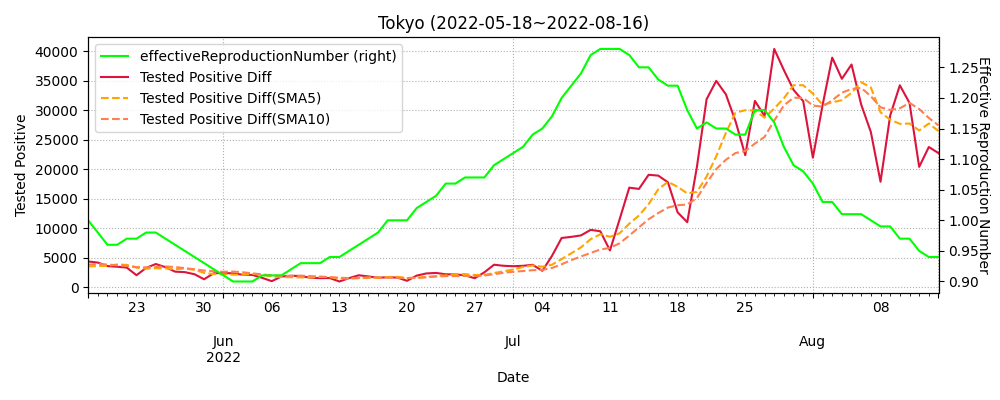 Tokyo (2022-05-18~2022-08-16)
effectiveReproductionNumber (right)
Tested Positive Diff
Tested Positive Diff(SMA5)
Tested Positive Diff(SMA10)
Tested Positive
40000
35000
30000
25000
20000
15000
10000
5000
0
Effective Reproduction Number
1.25
1.20
1.15
1.10
1.05
1.00
0.95
0.90
23 30 06 13 20 27 04 11 18 25 08
Jun Jul Aug
2022
Date